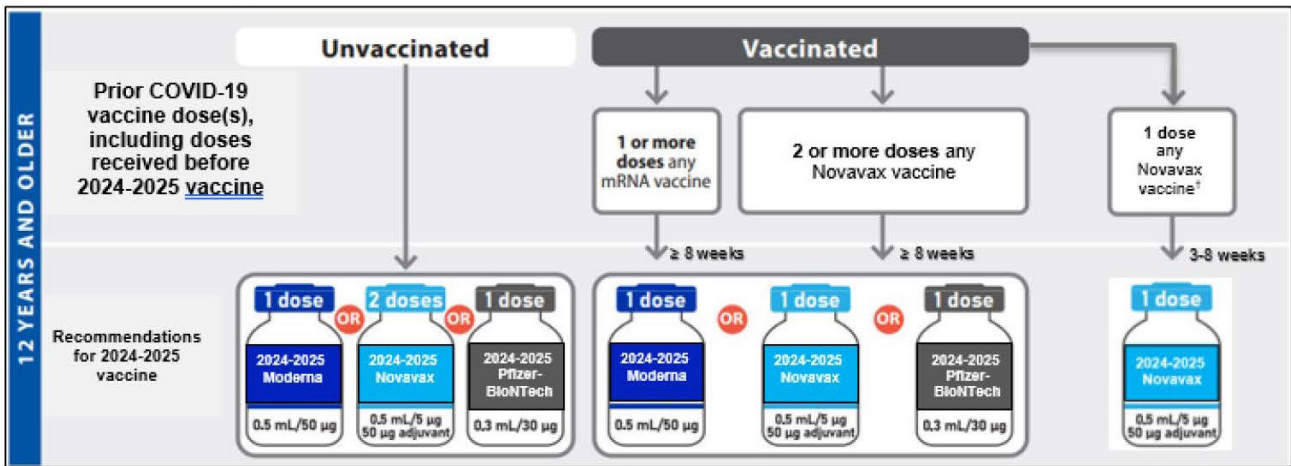 12 YEARS AND OLDER
Unvaccinated
Vaccinated
Prior COVID-19
vaccine dose(s),
including doses
received before
2024-2025 vaccine
1 or more
doses any
mRNA vaccine
2 or more doses any
Novavax vaccine
1 dose
any
Novavax
vaccine†
≥ 8 weeks
≥ 8 weeks
3-8 weeks
Recommendations
for 2024-2025
vaccine
1 dose
2024-2025
Moderna
0.5 mL/50 µg
OR
2 doses
2024-2025
Novavax
0.5 mL/5 µg
50 µg adjuvant
OR
1 dose
2024-2025
Pfizer-
BioNTech
0.3 mL/30 µg
1 dose
2024-2025
Moderna
0.5 mL/50 µg
OR
1 dose
2024-2025
Novavax
0.5 mL/5 µg
50 µg adjuvant
OR
1 dose
2024-2025
Pfizer-
BioNTech
0.3 mL/30 µg
1 dose
2024-2025
Novavax
0.5 mL/5 µg
50 µg adjuvant